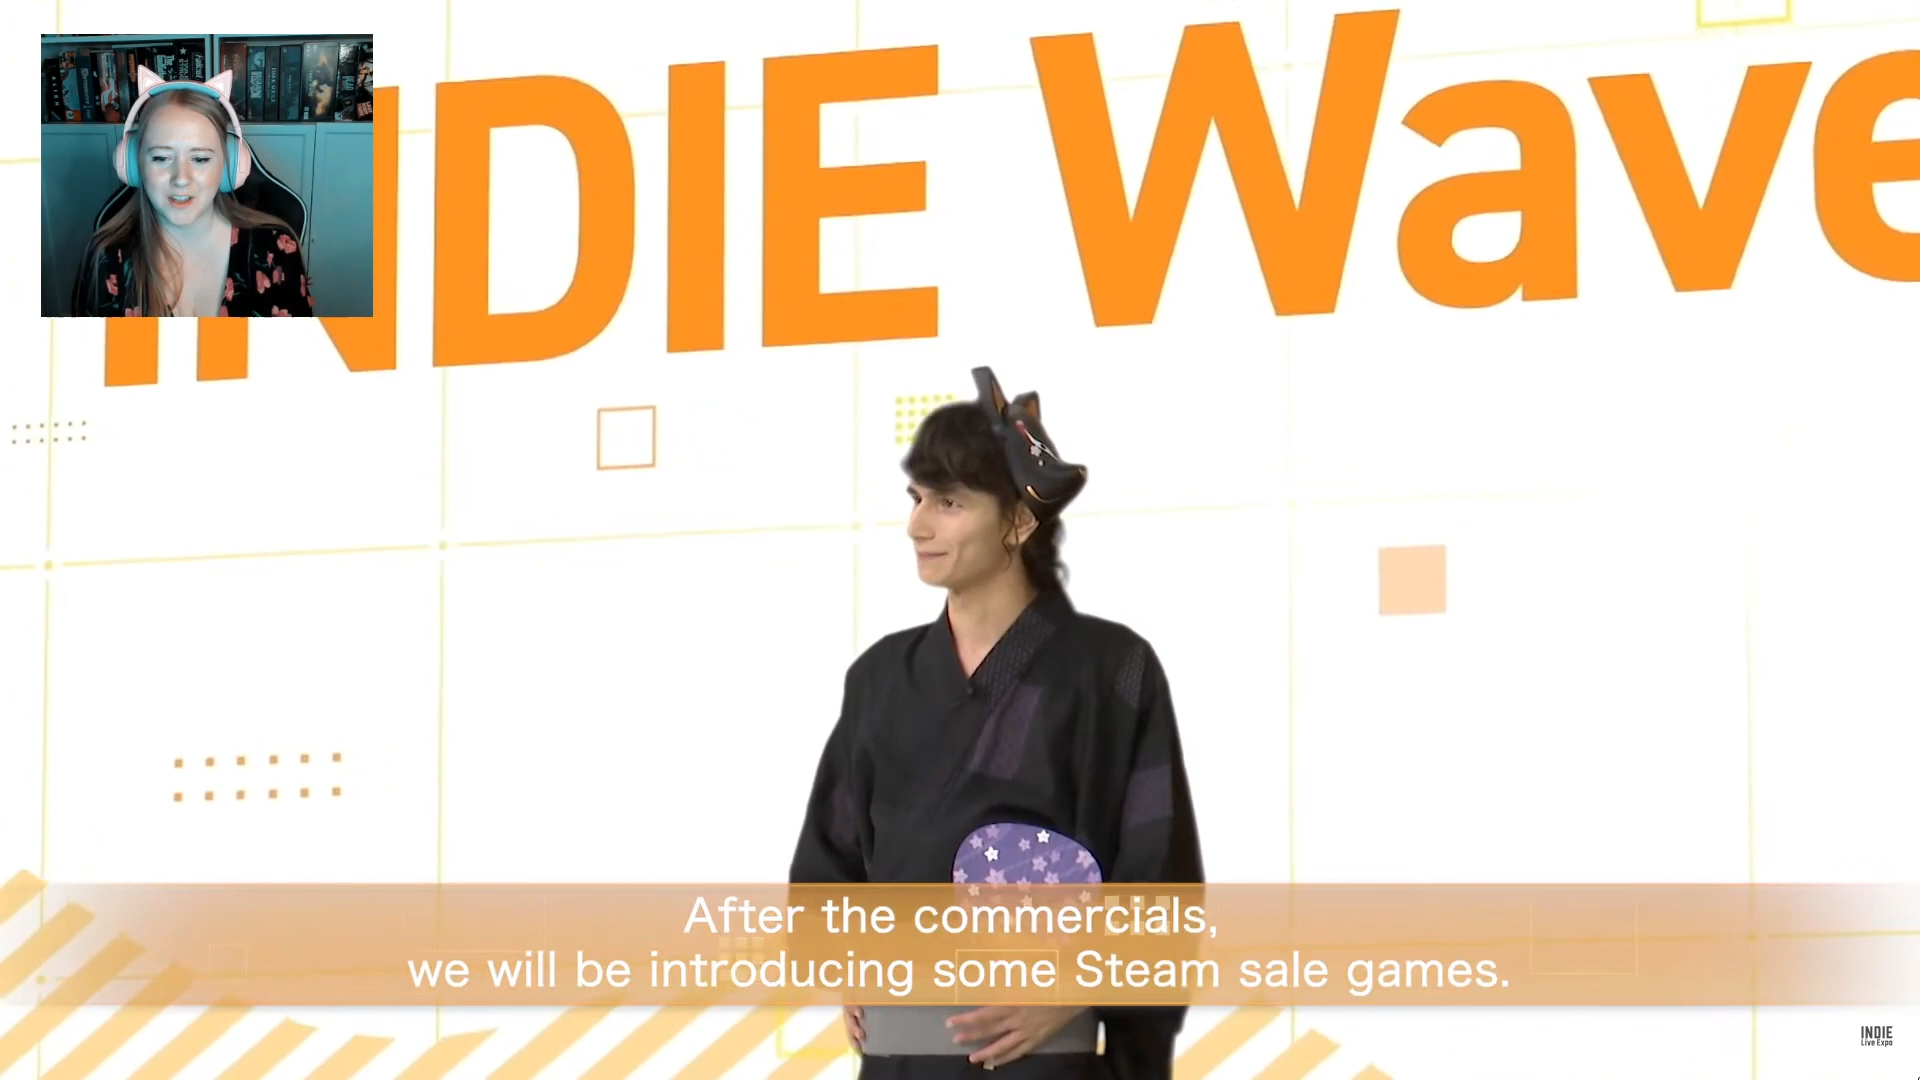 INDIE Wave
After the commercials,
we will be introducing some Steam sale games.
INDIE
Live Expo